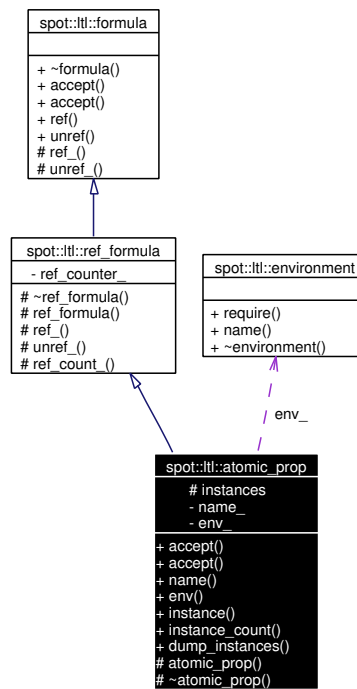 spot::ltl::formula
+ ~formula()
+ accept()
+ accept()
+ ref()
+ unref()
# ref_()
# unref_()
spot::ltl::ref_formula
- ref_counter_
# ~ref_formula()
# ref_formula()
# ref_()
# unref_()
# ref_count_()
spot::ltl::environment
+ require()
+ name()
+ ~environment()
env_
spot::ltl::atomic_prop
# instances
- name_
- env_
+ accept()
+ accept()
+ name()
+ env()
+ instance()
+ instance_count()
+ dump_instances()
# atomic_prop()
# ~atomic_prop()